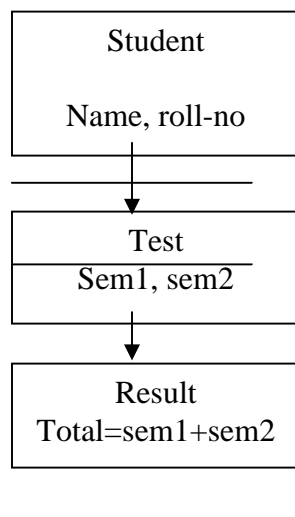 Student
Name, roll-no
Test
Sem1, sem2
Result
Total=sem1+sem2